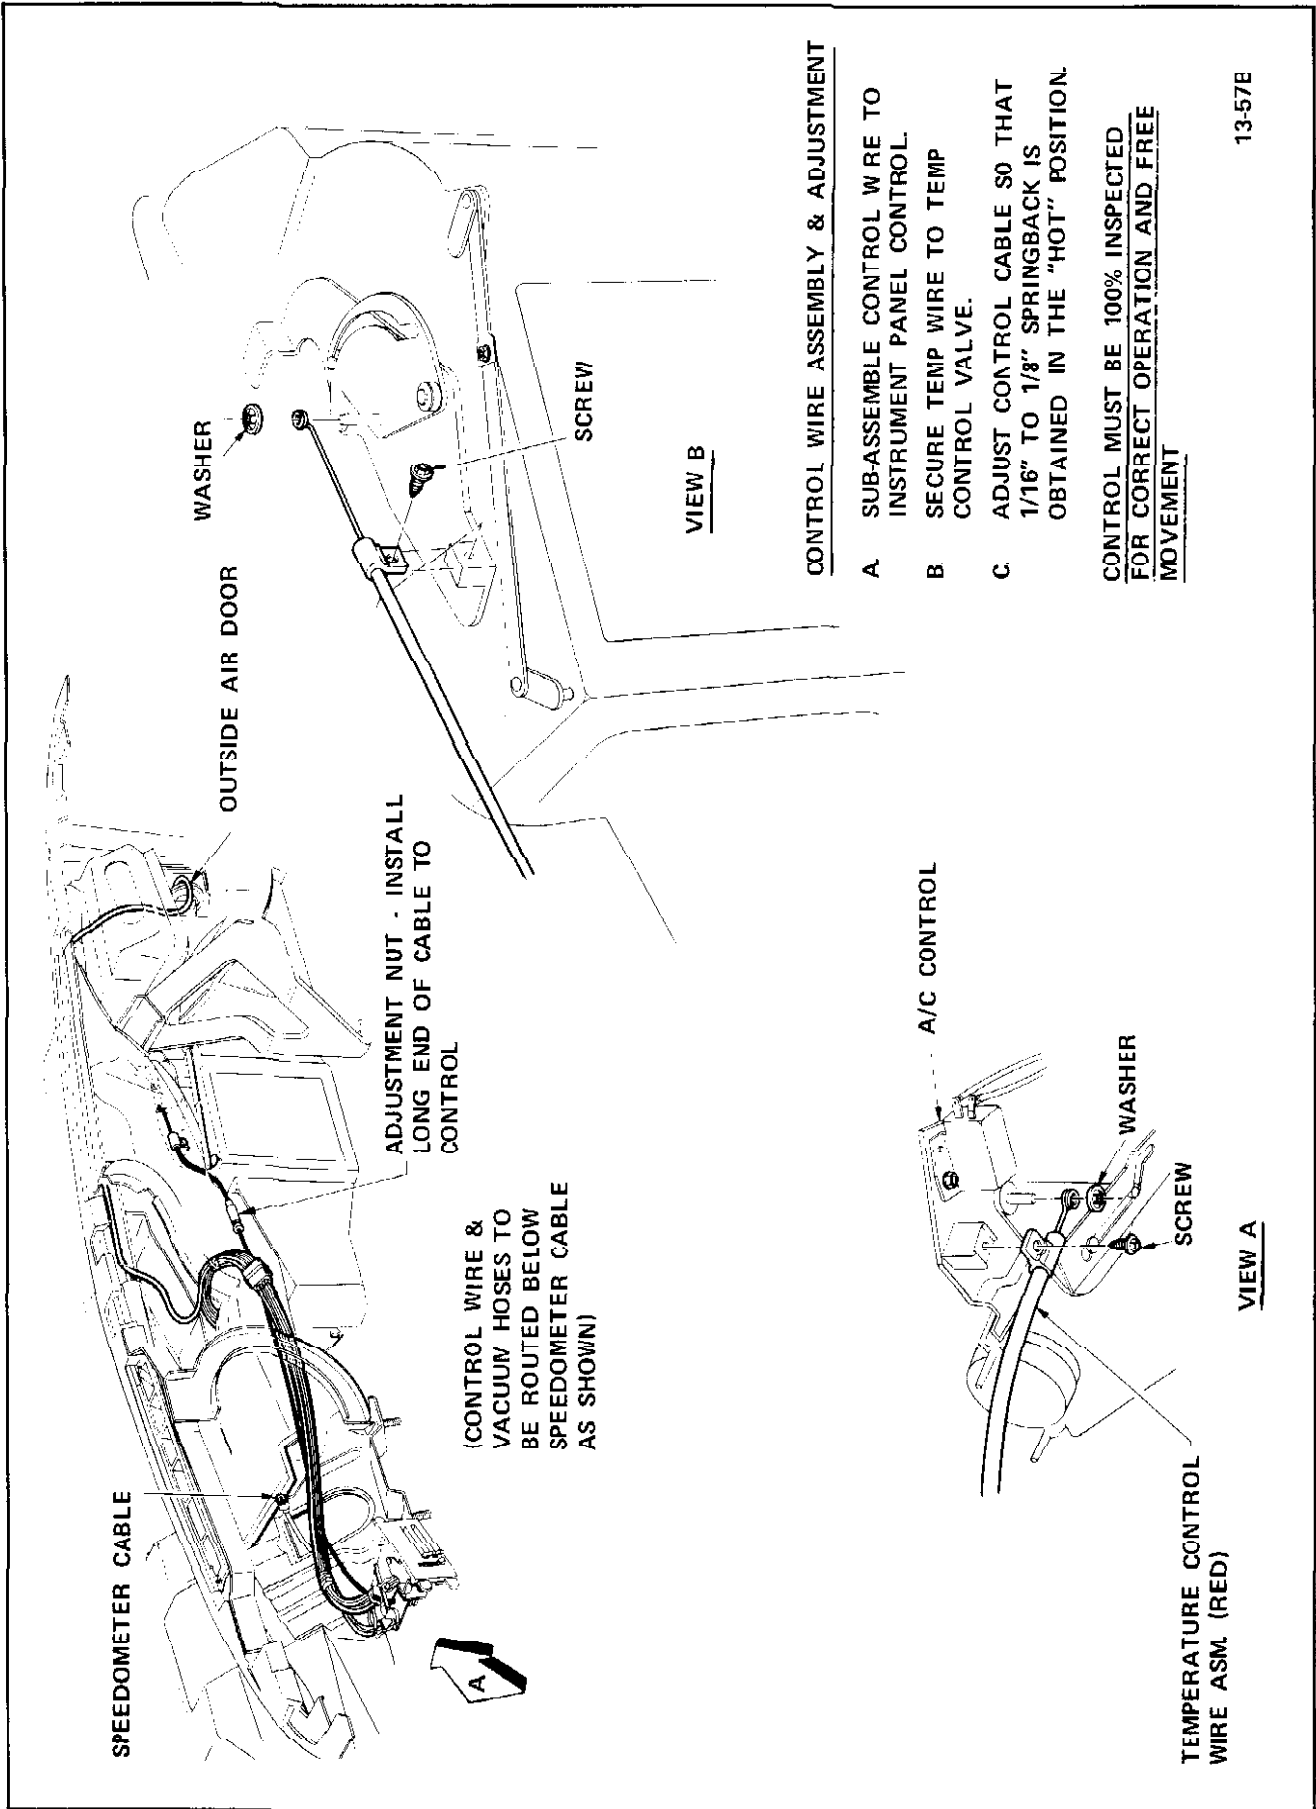 SPEEDOMETER CABLE
OUTSIDE AIR DOOR
ADJUSTMENT NUT - INSTALL
LONG END OF CABLE TO
CONTROL
(CONTROL WIRE &
VACUUM HOSES TO
BE ROUTED BELOW
SPEEDOMETER CABLE
AS SHOWN)
A
WASHER
SCREW
VIEW B
A/C CONTROL
WASHER
SCREW
TEMPERATURE CONTROL
WIRE ASM. (RED)
VIEW A
CONTROL WIRE ASSEMBLY & ADJUSTMENT
A. SUB-ASSEMBLE CONTROL WIRE TO
INSTRUMENT PANEL CONTROL.
B SECURE TEMP WIRE TO TEMP
CONTROL VALVE.
C. ADJUST CONTROL CABLE SO THAT
1/16" TO 1/8" SPRINGBACK IS
OBTAINED IN THE "HOT" POSITION.
CONTROL MUST BE 100% INSPECTED
FOR CORRECT OPERATION AND FREE
MOVEMENT
13-57B